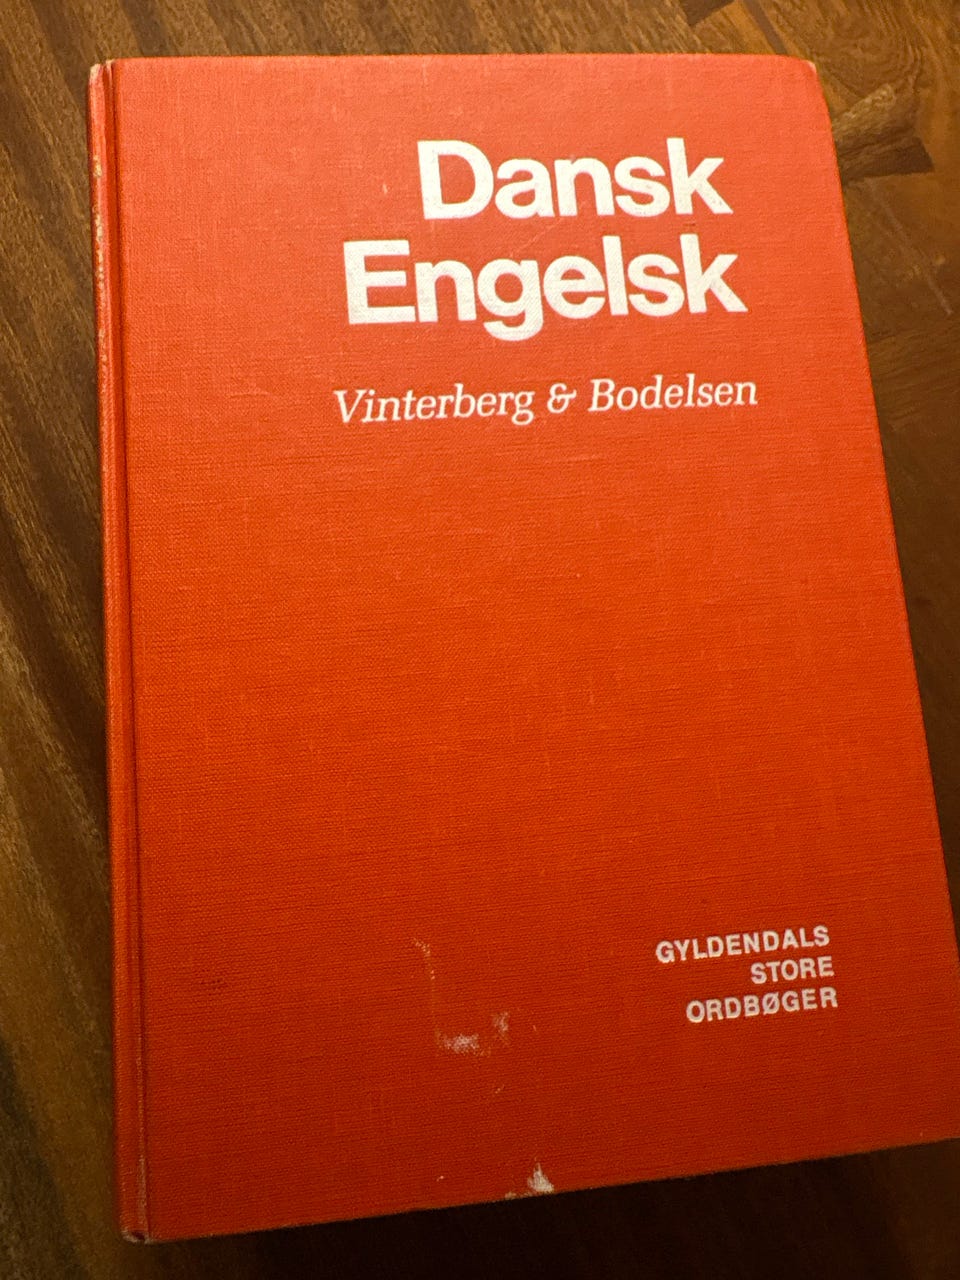 Dansk
Engelsk
Vinterberg & Bodelsen
GYLDENDALS
STORE
ORDBØGER